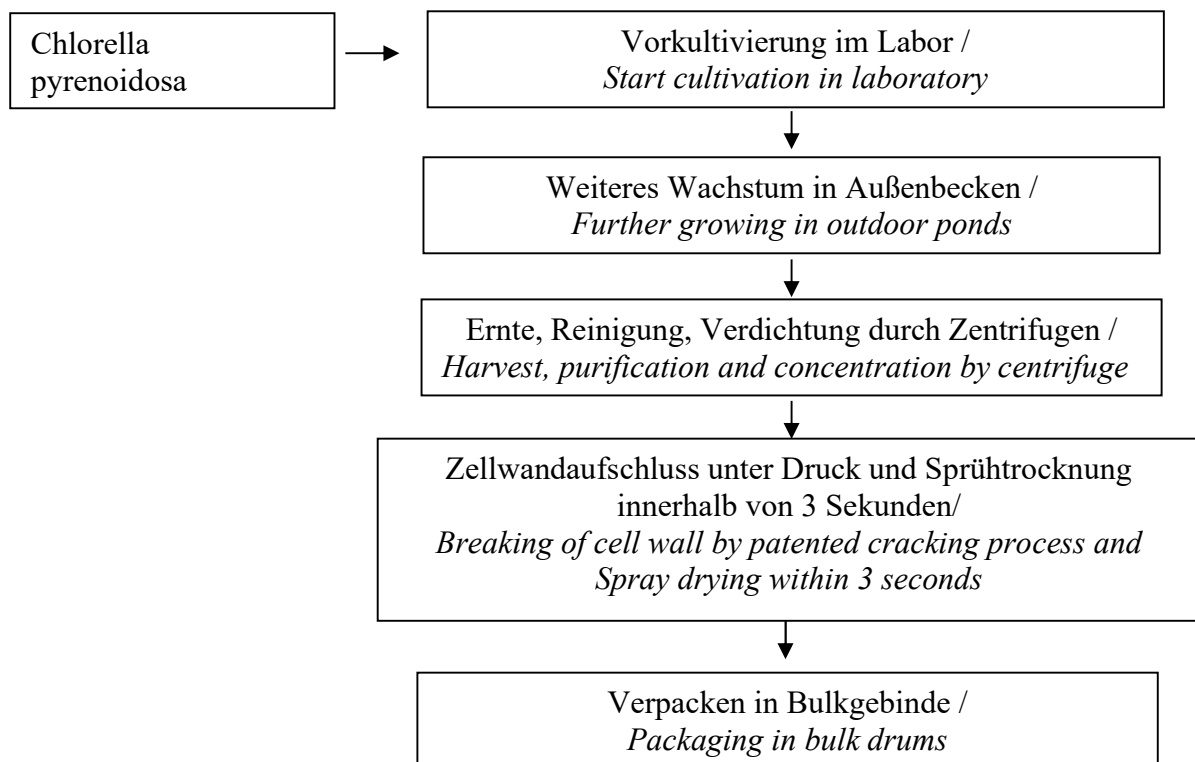 Chlorella
pyrenoidosa
Vorkultivierung im Labor /
Start cultivation in laboratory
Weiteres Wachstum in Außenbecken /
Further growing in outdoor ponds
Ernte, Reinigung, Verdichtung durch Zentrifugen /
Harvest, purification and concentration by centrifuge
Zellwandaufschluss unter Druck und Sprühtrocknung
innerhalb von 3 Sekunden/
Breaking of cell wall by patented cracking process and
Spray drying within 3 seconds
Verpacken in Bulkgebinde /
Packaging in bulk drums